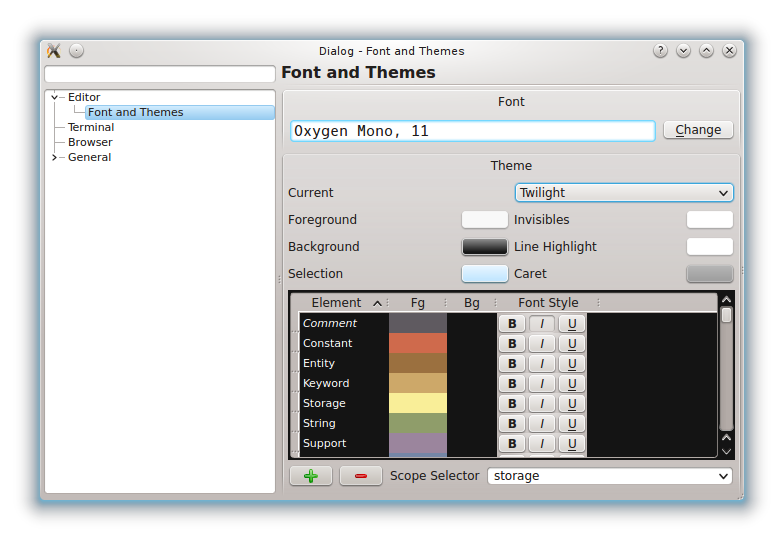 Dialog - Font and Themes
?
Font and Themes
Editor
Font and Themes
Terminal
Browser
General
Font
Oxygen Mono, 11
Change
Theme
Current
Twilight
Foreground
Invisibles
Background
Line Highlight
Selection
Caret
Element Fg Bg Font Style
Comment B I U
Constant B I U
Entity B I U
Keyword B I U
Storage B I U
String B I U
Support B I U
Scope Selector
storage